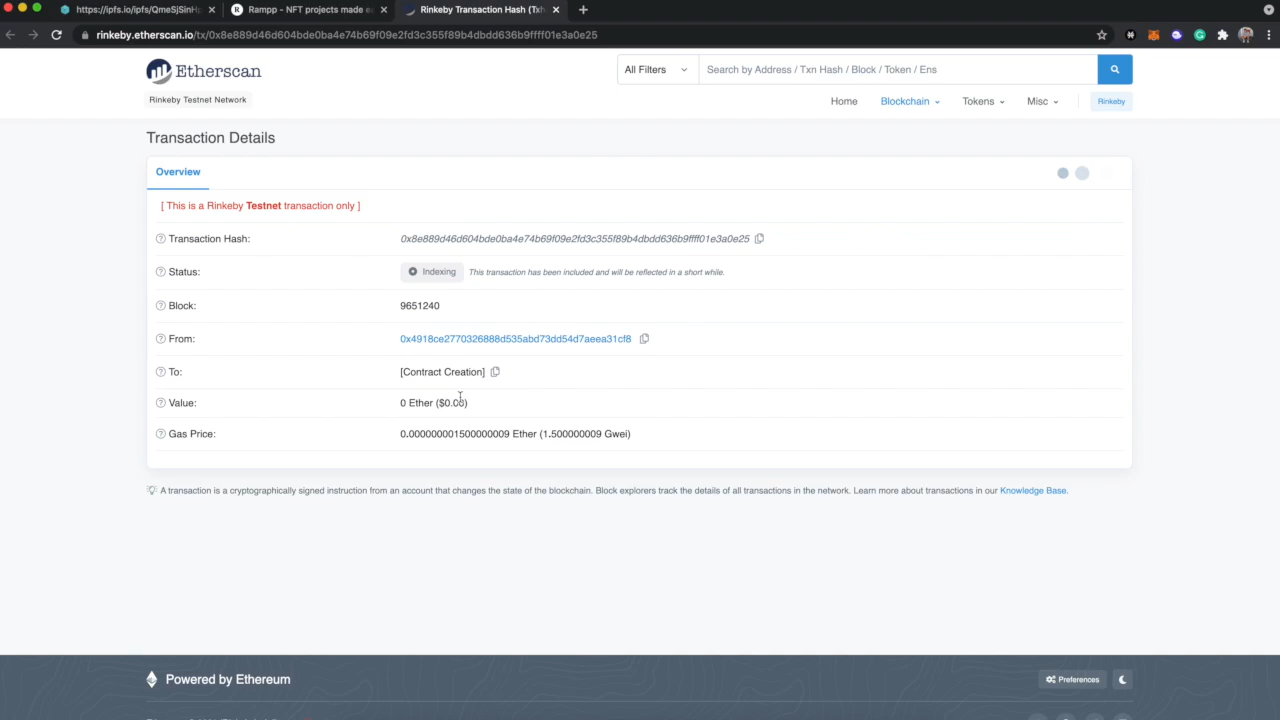 https://ipfs.io/ipfs/QmeSjSinH
Rampp - NFT projects made ea
Rinkeby Transaction Hash (Txh
rinkeby.etherscan.io/tx/0x8e889d46d604bde0ba4e74b69f09e2fd3c355f89b4dbdd636b9ffff01e3a0e25
Etherscan
All Filters
Search by Address / Txn Hash / Block / Token / Ens
Rinkeby Testnet Network
Home
Blockchain
Tokens
Misc
Rinkeby
Transaction Details
Overview
[ This is a Rinkeby Testnet transaction only ]
Transaction Hash:
0x8e889d46d604bde0ba4e74b69f09e2fd3c355f89b4dbdd636b9ffff01e3a0e25
Status:
Indexing
This transaction has been included and will be reflected in a short while.
Block:
9651240
From:
0x4918ce2770326888d535abd73dd54d7aeea31cf8
To:
[Contract Creation]
Value:
0 Ether ($0.00)
Gas Price:
0.000000001500000009 Ether (1.500000009 Gwei)
A transaction is a cryptographically signed instruction from an account that changes the state of the blockchain. Block explorers track the details of all transactions in the network. Learn more about transactions in our Knowledge Base.
Powered by Ethereum
Preferences